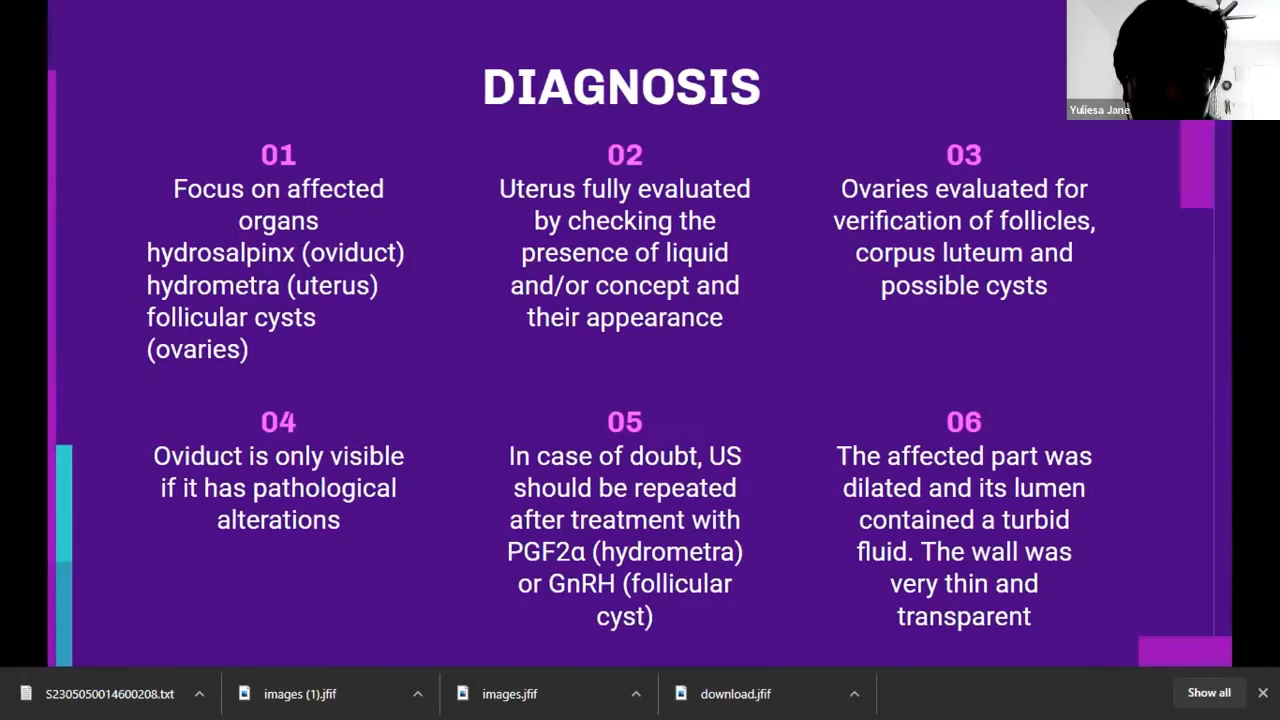 DIAGNOSIS
Yuliesa Jane
01
Focus on affected
organs
hydrosalpinx (oviduct)
hydrometra (uterus)
follicular cysts
(ovaries)
02
Uterus fully evaluated
by checking the
presence of liquid
and/or concept and
their appearance
03
Ovaries evaluated for
verification of follicles,
corpus luteum and
possible cysts
04
Oviduct is only visible
if it has pathological
alterations
05
In case of doubt, US
should be repeated
after treatment with
PGF2α (hydrometra)
or GnRH (follicular
cyst)
06
The affected part was
dilated and its lumen
contained a turbid
fluid. The wall was
very thin and
transparent
S2305050014600208.txt
images (1).jfif
images.jfif
download.jfif
Show all